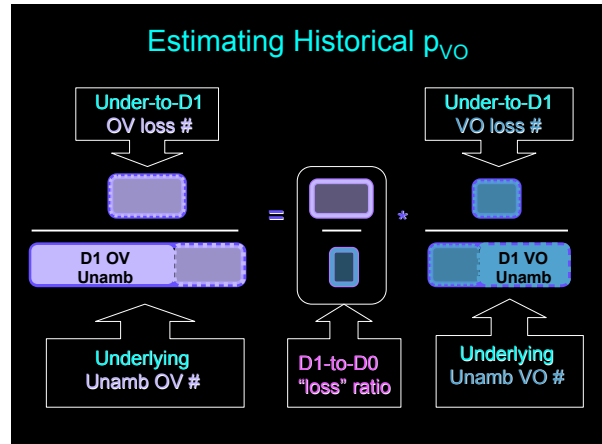 Estimating Historical pVO
Under-to-D1
OV loss #
Under-to-D1
VO loss #
=
*
D1 OV
Unamb
D1 VO
Unamb
Underlying
Unamb OV #
D1-to-D0
“loss” ratio
Underlying
Unamb VO #